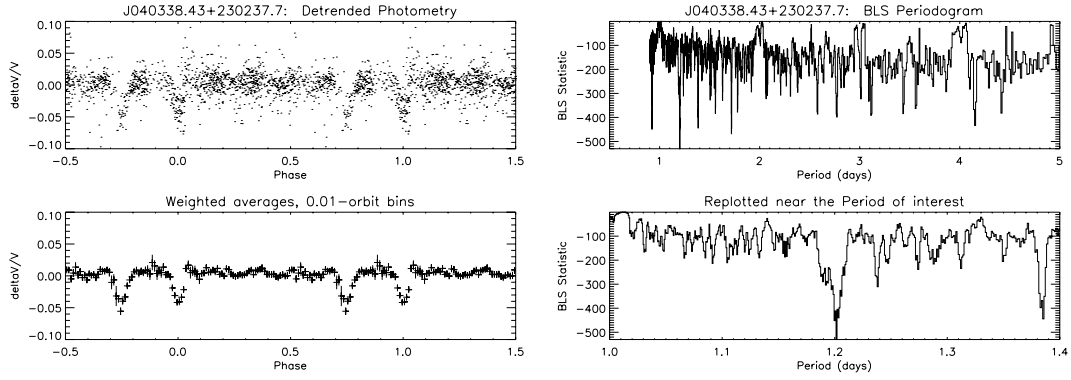 J040338.43+230237.7: Detrended Photometry
0.10
0.05
0.00
−0.05
−0.10
deltaV/V
−0.5 0.0 0.5 1.0 1.5
Phase
J040338.43+230237.7: BLS Periodogram
−100
−200
−300
−400
−500
BLS Statistic
1 2 3 4 5
Period (days)
Weighted averages, 0.01−orbit bins
0.10
0.05
0.00
−0.05
−0.10
deltaV/V
−0.5 0.0 0.5 1.0 1.5
Phase
Replotted near the Period of interest
−100
−200
−300
−400
−500
BLS Statistic
1.0 1.1 1.2 1.3 1.4
Period (days)